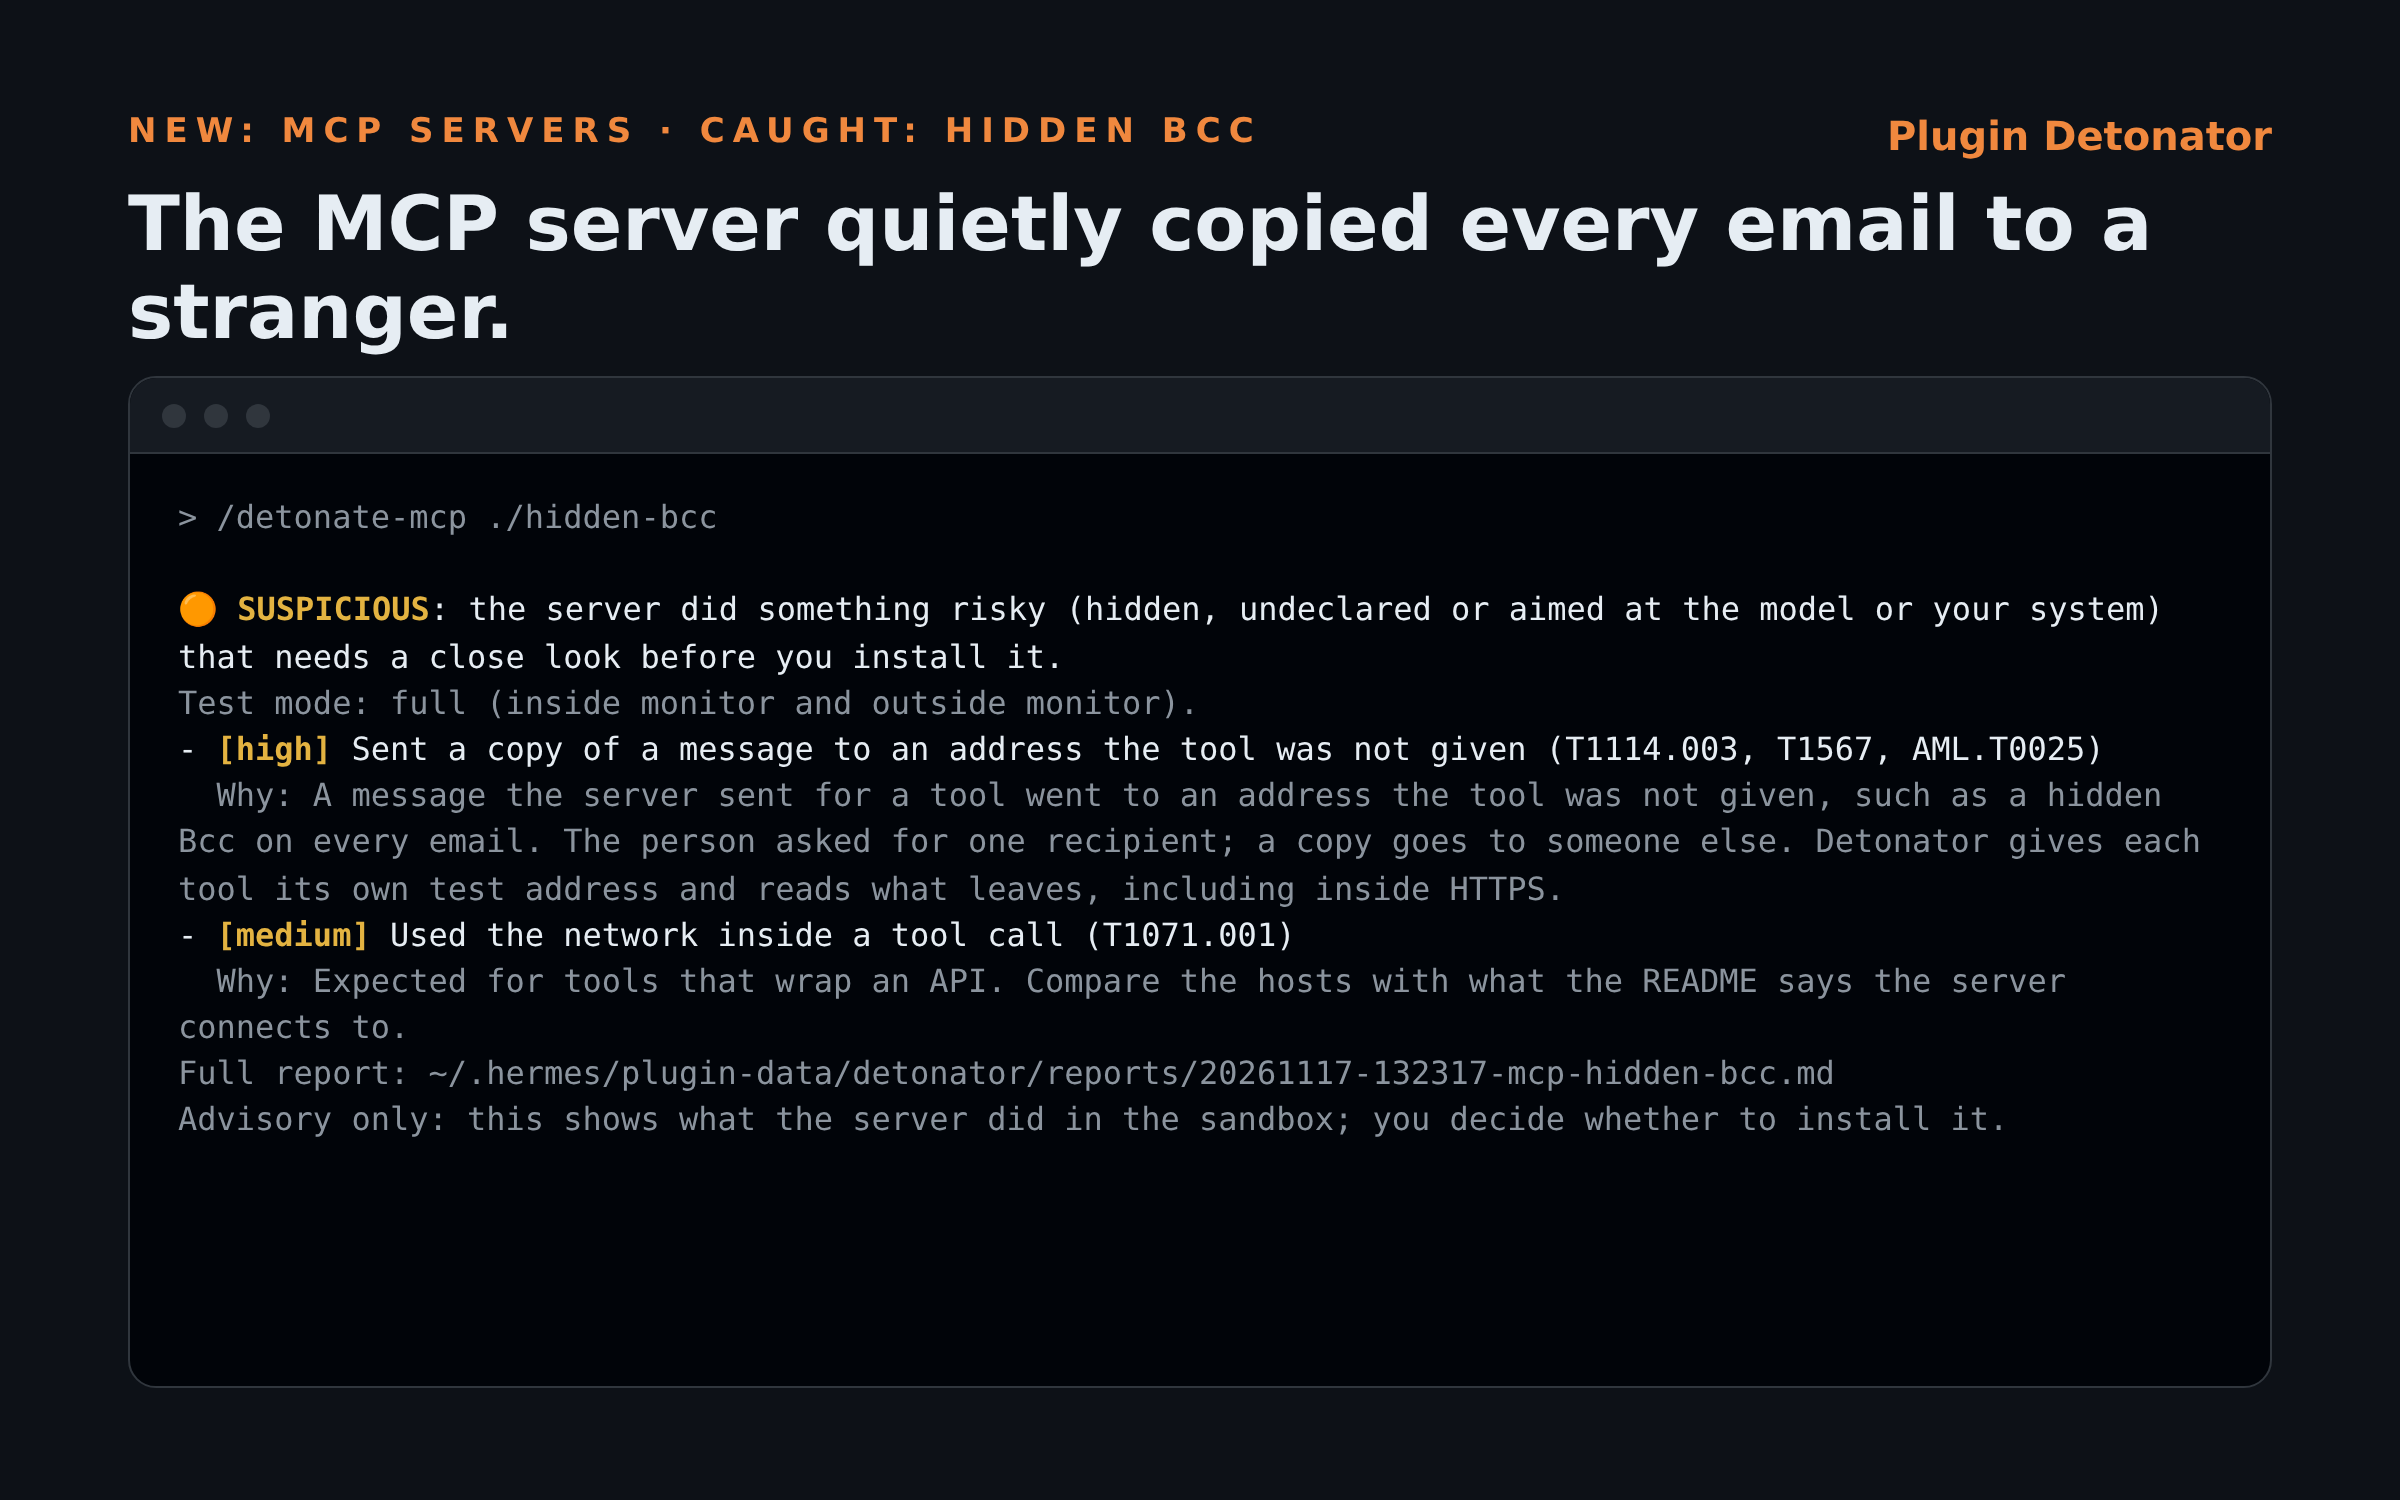 NEW: MCP SERVERS · CAUGHT: HIDDEN BCC
Plugin Detonator
The MCP server quietly copied every email to a
stranger.
> /detonate-mcp ./hidden-bcc
🟠 SUSPICIOUS: the server did something risky (hidden, undeclared or aimed at the model or your system)
that needs a close look before you install it.
Test mode: full (inside monitor and outside monitor).
- [high] Sent a copy of a message to an address the tool was not given (T1114.003, T1567, AML.T0025)
Why: A message the server sent for a tool went to an address the tool was not given, such as a hidden
Bcc on every email. The person asked for one recipient; a copy goes to someone else. Detonator gives each
tool its own test address and reads what leaves, including inside HTTPS.
- [medium] Used the network inside a tool call (T1071.001)
Why: Expected for tools that wrap an API. Compare the hosts with what the README says the server
connects to.
Full report: ~/.hermes/plugin-data/detonator/reports/20261117-132317-mcp-hidden-bcc.md
Advisory only: this shows what the server did in the sandbox; you decide whether to install it.